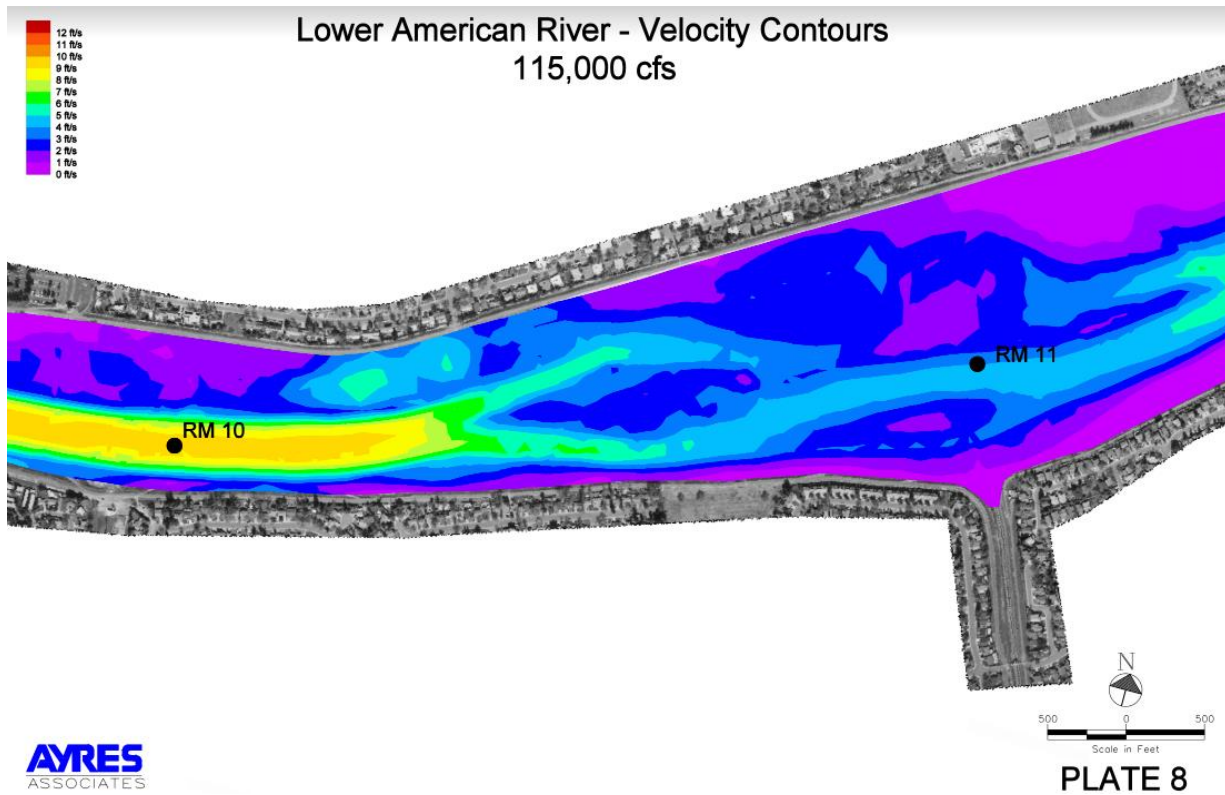 Lower American River - Velocity Contours
115,000 cfs
12 ft/s
11 ft/s
10 ft/s
9 ft/s
8 ft/s
7 ft/s
6 ft/s
5 ft/s
4 ft/s
3 ft/s
2 ft/s
1 ft/s
0 ft/s
RM 11
RM 10
N
500 0 500
Scale in Feet
PLATE 8
AYRES
ASSOCIATES